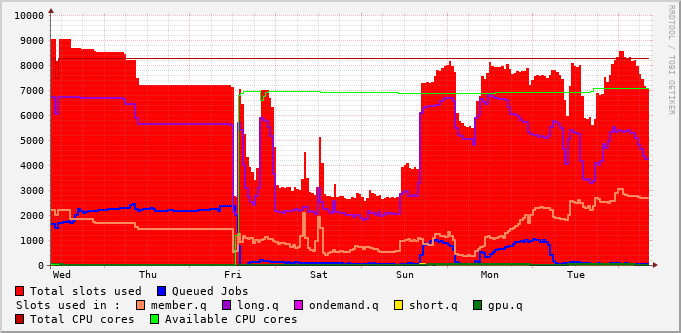 10000
9000
8000
7000
6000
5000
4000
3000
2000
1000
0
Wed Thu Fri Sat Sun Mon Tue
RRDTOOL / TOBI OETIKER
Total slots used Queued Jobs
Slots used in : member.q long.q ondemand.q short.q gpu.q
Total CPU cores Available CPU cores